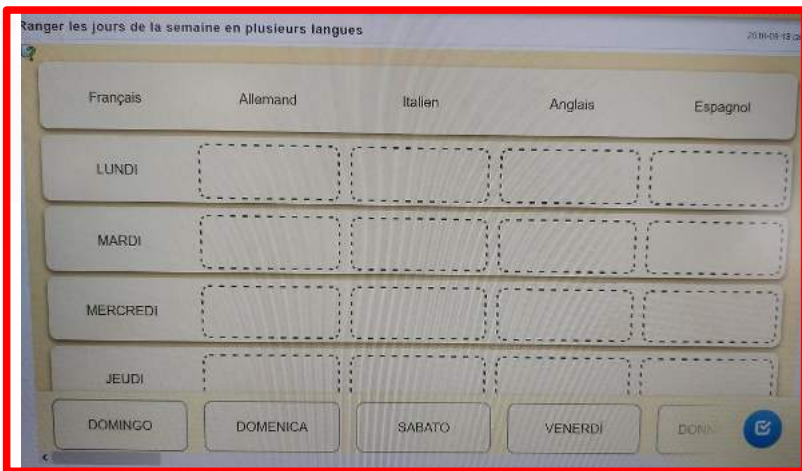 Ranger les jours de la semaine en plusieurs langues
Français Allemand Italien Anglais Espagnol
LUNDI
MARDI
MERCREDI
JEUDI
DOMINGO DOMENICA SABATO VENERDÌ